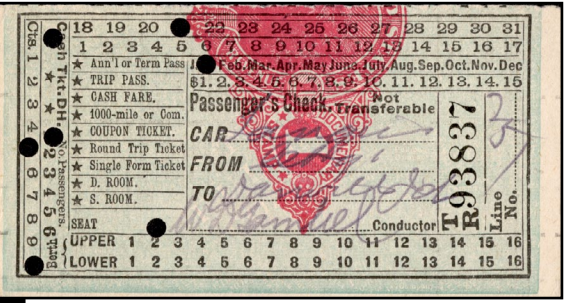 18 19 20 22 23 24 25 26 27 28 29 30 31
1 2 3 4 5 6 7 8 9 10 11 12 13 14 15 16 17
Cts. 1 2 3 4 6 7 8 9
Cash Tkt. D.H.
No. Passengers.
2 3 4 5 6
★ Ann'l or Term Pass
★ TRIP PASS.
★ CASH FARE.
★ 1000-mile or Com.
★ COUPON TICKET.
★ Round Trip Ticket
★ Single Form Ticket
★ D. ROOM.
★ S. ROOM.
SEAT
Feb. Mar. Apr. May June. July. Aug. Sep. Oct. Nov. Dec
$1. 2. 3. 4. 5. 6. 7. 8. 9. 10. 11. 12. 13. 14. 15
Passenger's Check. Not Transferable
CAR
FROM
TO
Conductor
TR 93837
Line No.
Berth
UPPER 1 2 3 4 5 6 7 8 9 10 11 12 13 14 15 16
LOWER 1 2 3 4 5 6 7 8 9 10 11 12 13 14 15 16